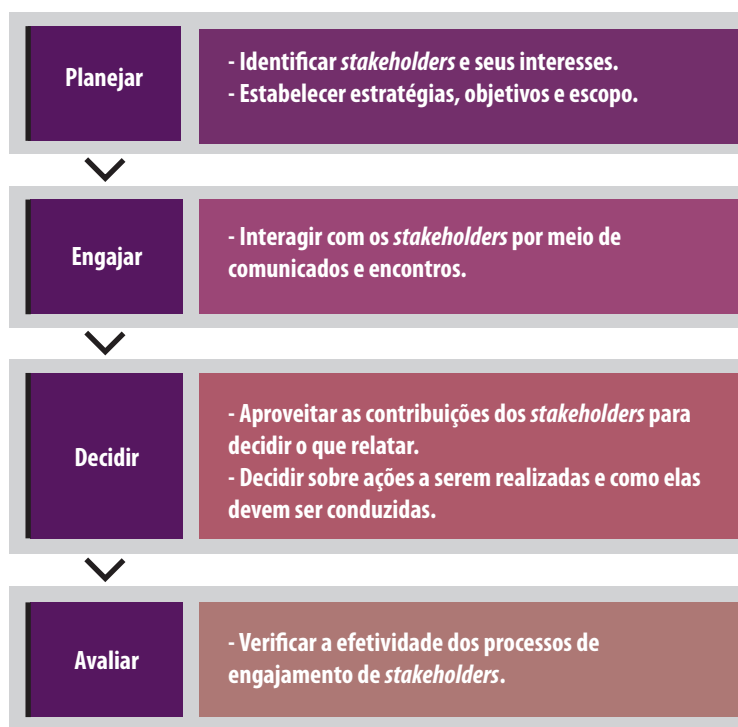 Planejar
- Identificar stakeholders e seus interesses.
- Estabelecer estratégias, objetivos e escopo.
Engajar
- Interagir com os stakeholders por meio de
comunicados e encontros.
Decidir
- Aproveitar as contribuições dos stakeholders para
decidir o que relatar.
- Decidir sobre ações a serem realizadas e como elas
devem ser conduzidas.
Avaliar
- Verificar a efetividade dos processos de
engajamento de stakeholders.